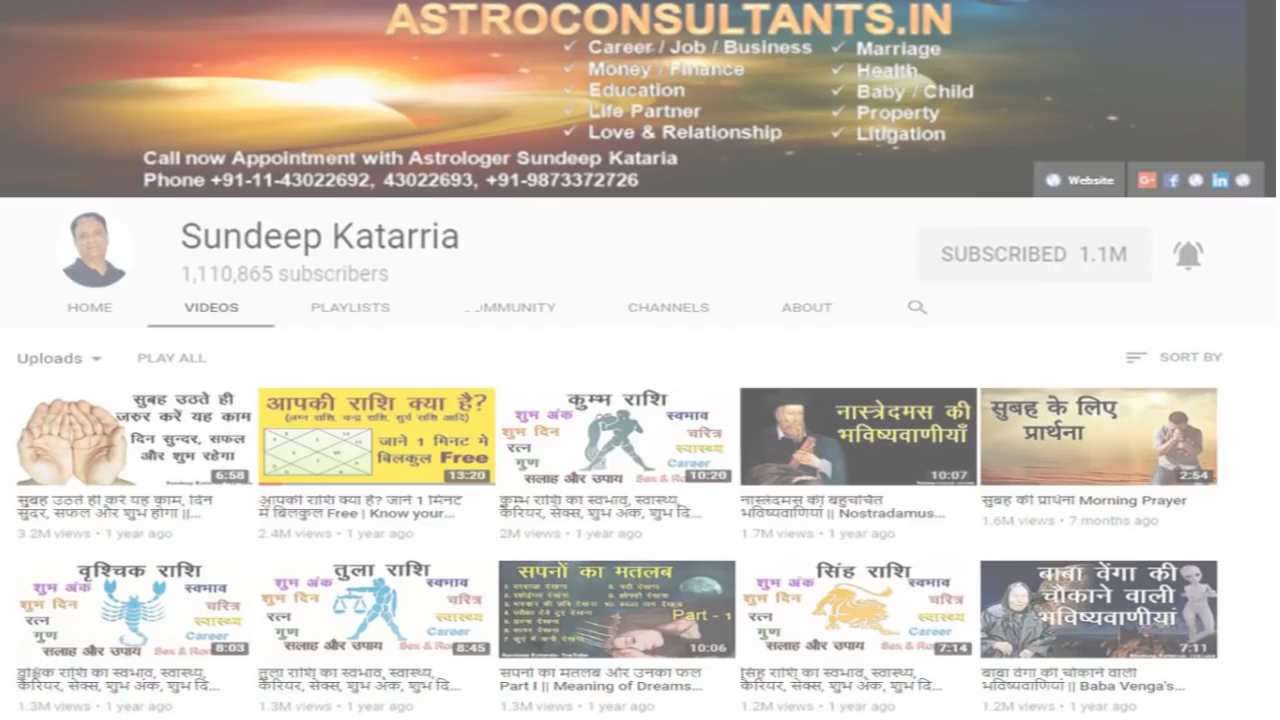 ASTROCONSULTANTS.IN
✓ Career / Job / Business ✓ Marriage
✓ Money / Finance ✓ Health
✓ Education ✓ Baby / Child
✓ Life Partner ✓ Property
✓ Love & Relationship ✓ Litigation
Call now Appointment with Astrologer Sundeep Kataria
Phone +91-11-43022692, 43022693, +91-9873372726
Website
Sundeep Katarria
1,110,865 subscribers
SUBSCRIBED 1.1M
HOME VIDEOS PLAYLISTS MMUNITY CHANNELS ABOUT
Uploads PLAY ALL SORT BY
सुबह उठते ही
जरुर करें यह काम
दिन सुन्दर, सफल
और शुभ रहेगा
6:58
आपकी राशि क्या है?
(लग्न राशि, चन्द्र राशि, सुर्य राशि आदि)
जाने 1 मिनट मे
बिलकुल Free
13:20
कुम्भ राशि
शुभ अंक स्वभाव
शुभ दिन चरित्र
रत्न स्वास्थ्य
गुण Career
सलाह और उपाय
10:20
नास्त्रेदमस की
भविष्यवाणीयाँ
10:07
सुबह के लिए
प्रार्थना
2:54
सुबह उठते ही करें यह काम, दिन
सुंदर, सफल और शुभ होगा ||...
3.2M views • 1 year ago
आपकी राशि क्या है? जाने 1 मिनट
में बिलकुल Free | Know your...
2.4M views • 1 year ago
कुम्भ राशि का स्वभाव, स्वास्थ्य,
कैरियर, सेक्स, शुभ अंक, शुभ दि...
2M views • 1 year ago
नास्त्रेदमस की बहुचर्चित
भविष्यवाणियां || Nostradamus...
1.7M views • 1 year ago
सुबह की प्रार्थना Morning Prayer
1.6M views • 7 months ago
वृश्चिक राशि
शुभ अंक स्वभाव
शुभ दिन चरित्र
रत्न स्वास्थ्य
गुण Career
सलाह और उपाय
8:03
तुला राशि
शुभ अंक स्वभाव
शुभ दिन चरित्र
रत्न स्वास्थ्य
गुण Career
सलाह और उपाय
8:45
सपनों का मतलब
Part - 1
10:06
सिंह राशि
शुभ अंक स्वभाव
शुभ दिन चरित्र
रत्न स्वास्थ्य
गुण Career
सलाह और उपाय
7:14
बाबा वेंगा की
चौकाने वाली
भविष्यवाणियां
7:11
वृश्चिक राशि का स्वभाव, स्वास्थ्य,
कैरियर, सेक्स, शुभ अंक, शुभ दि...
1.3M views • 1 year ago
तुला राशि का स्वभाव, स्वास्थ्य,
कैरियर, सेक्स, शुभ अंक, शुभ दि...
1.3M views • 1 year ago
सपनों का मतलब और उनका फल
Part I || Meaning of Dreams...
1.3M views • 1 year ago
सिंह राशि का स्वभाव, स्वास्थ्य,
कैरियर, सेक्स, शुभ अंक, शुभ दि...
1.2M views • 1 year ago
बाबा वेंगा की चौकाने वाली
भविष्यवाणियां || Baba Venga's...
1.2M views • 1 year ago